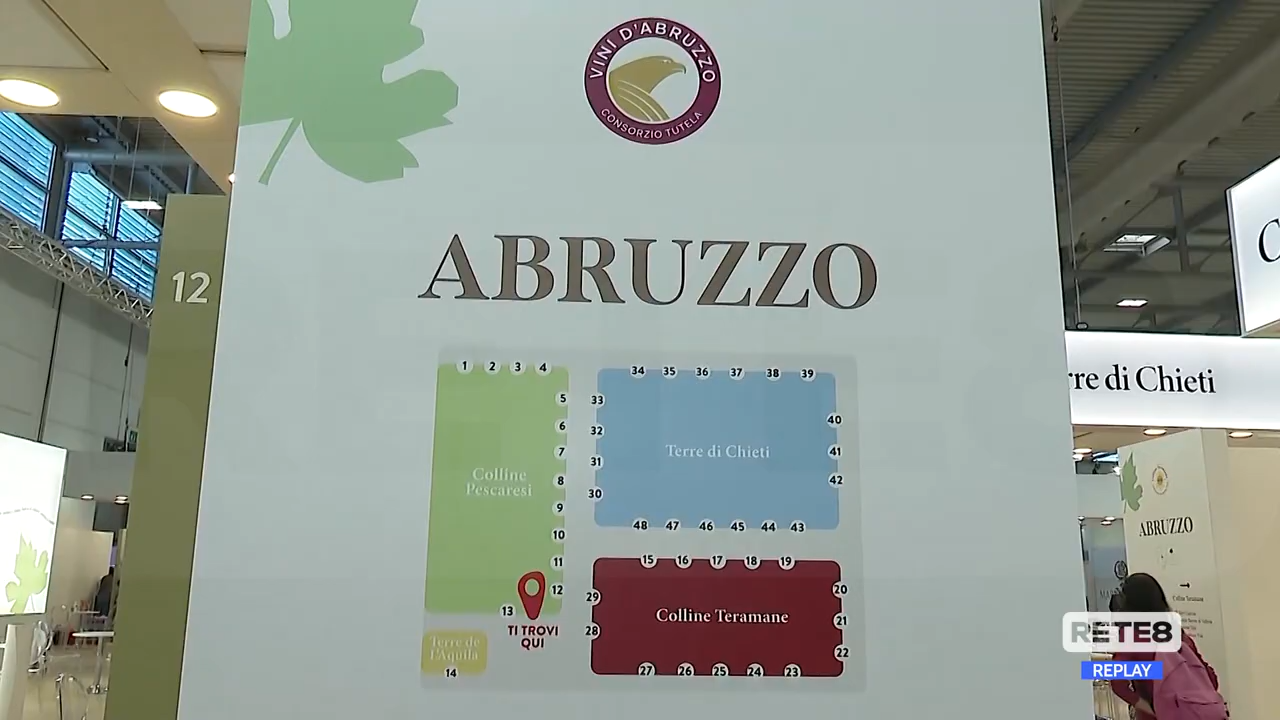 VINI D'ABRUZZO
CONSORZIO TUTELA
ABRUZZO
12
1 2 3 4
5
6
7
8
9
10
11
12
13
Colline
Pescaresi
TI TROVI
QUI
Terre de
l'Aquila
14
34 35 36 37 38 39
33
32
31
30
40
41
42
Terre di Chieti
48 47 46 45 44 43
15 16 17 18 19
29
28
20
21
22
Colline Teramane
27 26 25 24 23
rre di Chieti
C
ABRUZZO
Colline Teramane
RETE8
REPLAY